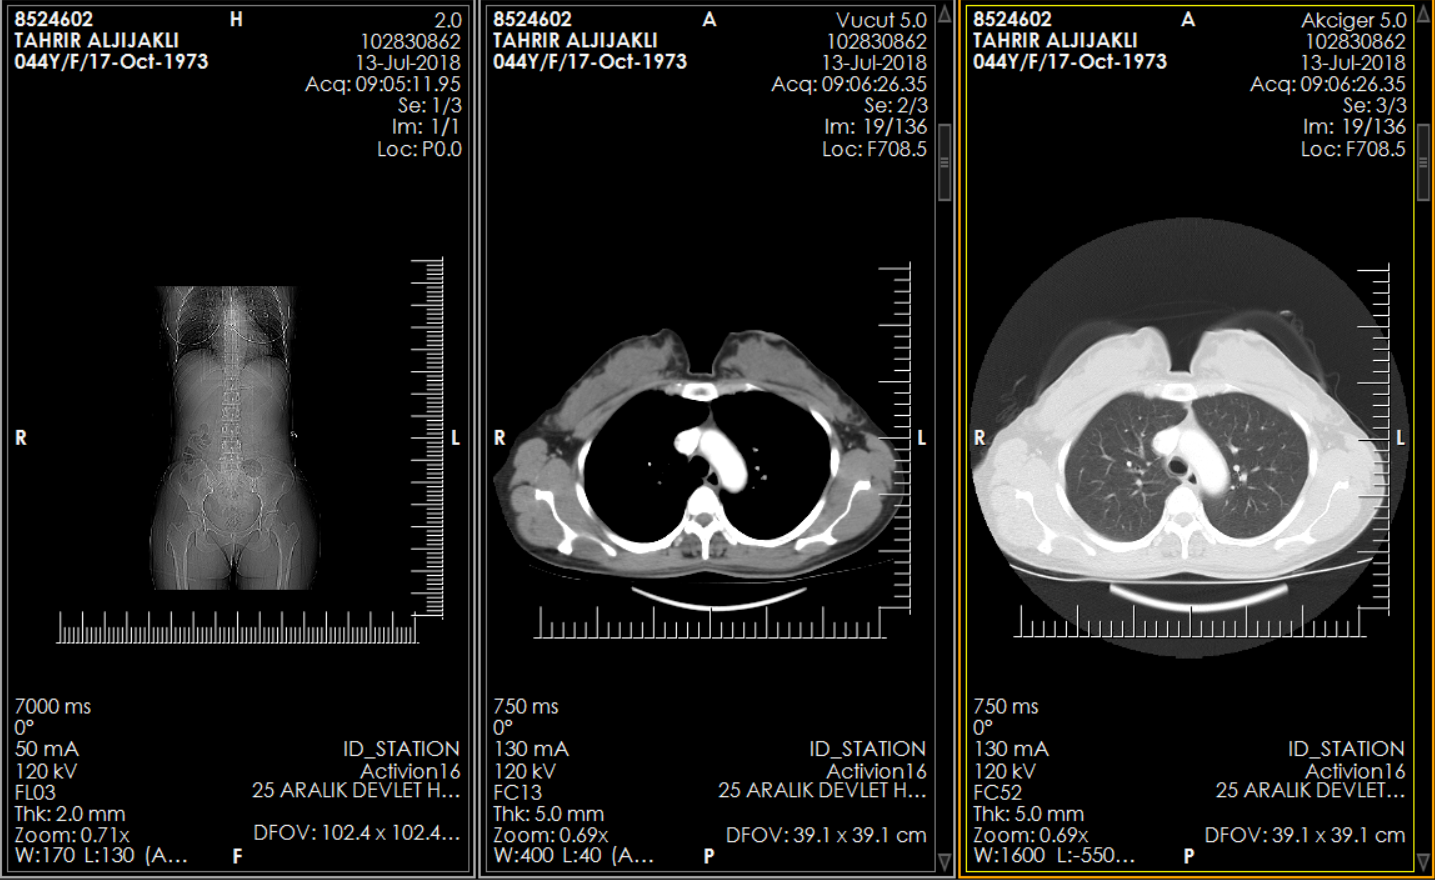 8524602 H 2.0
TAHRIR ALJIJAKLI 102830862
044Y/F/17-Oct-1973 13-Jul-2018
Acq: 09:05:11.95
Se: 1/3
Im: 1/1
Loc: P0.0
R L
7000 ms
0°
50 mA ID_STATION
120 kV Activion16
FL03 25 ARALIK DEVLET H...
Thk: 2.0 mm
Zoom: 0.71x DFOV: 102.4 x 102.4...
W:170 L:130 (A... F
8524602 A Vucut 5.0
TAHRIR ALJIJAKLI 102830862
044Y/F/17-Oct-1973 13-Jul-2018
Acq: 09:06:26.35
Se: 2/3
Im: 19/136
Loc: F708.5
R L
750 ms
0°
130 mA ID_STATION
120 kV Activion16
FC13 25 ARALIK DEVLET H...
Thk: 5.0 mm
Zoom: 0.69x DFOV: 39.1 x 39.1 cm
W:400 L:40 (A... P
8524602 A Akciger 5.0
TAHRIR ALJIJAKLI 102830862
044Y/F/17-Oct-1973 13-Jul-2018
Acq: 09:06:26.35
Se: 3/3
Im: 19/136
Loc: F708.5
R L
750 ms
0°
130 mA ID_STATION
120 kV Activion16
FC52 25 ARALIK DEVLET...
Thk: 5.0 mm
Zoom: 0.69x DFOV: 39.1 x 39.1 cm
W:1600 L:-550... P